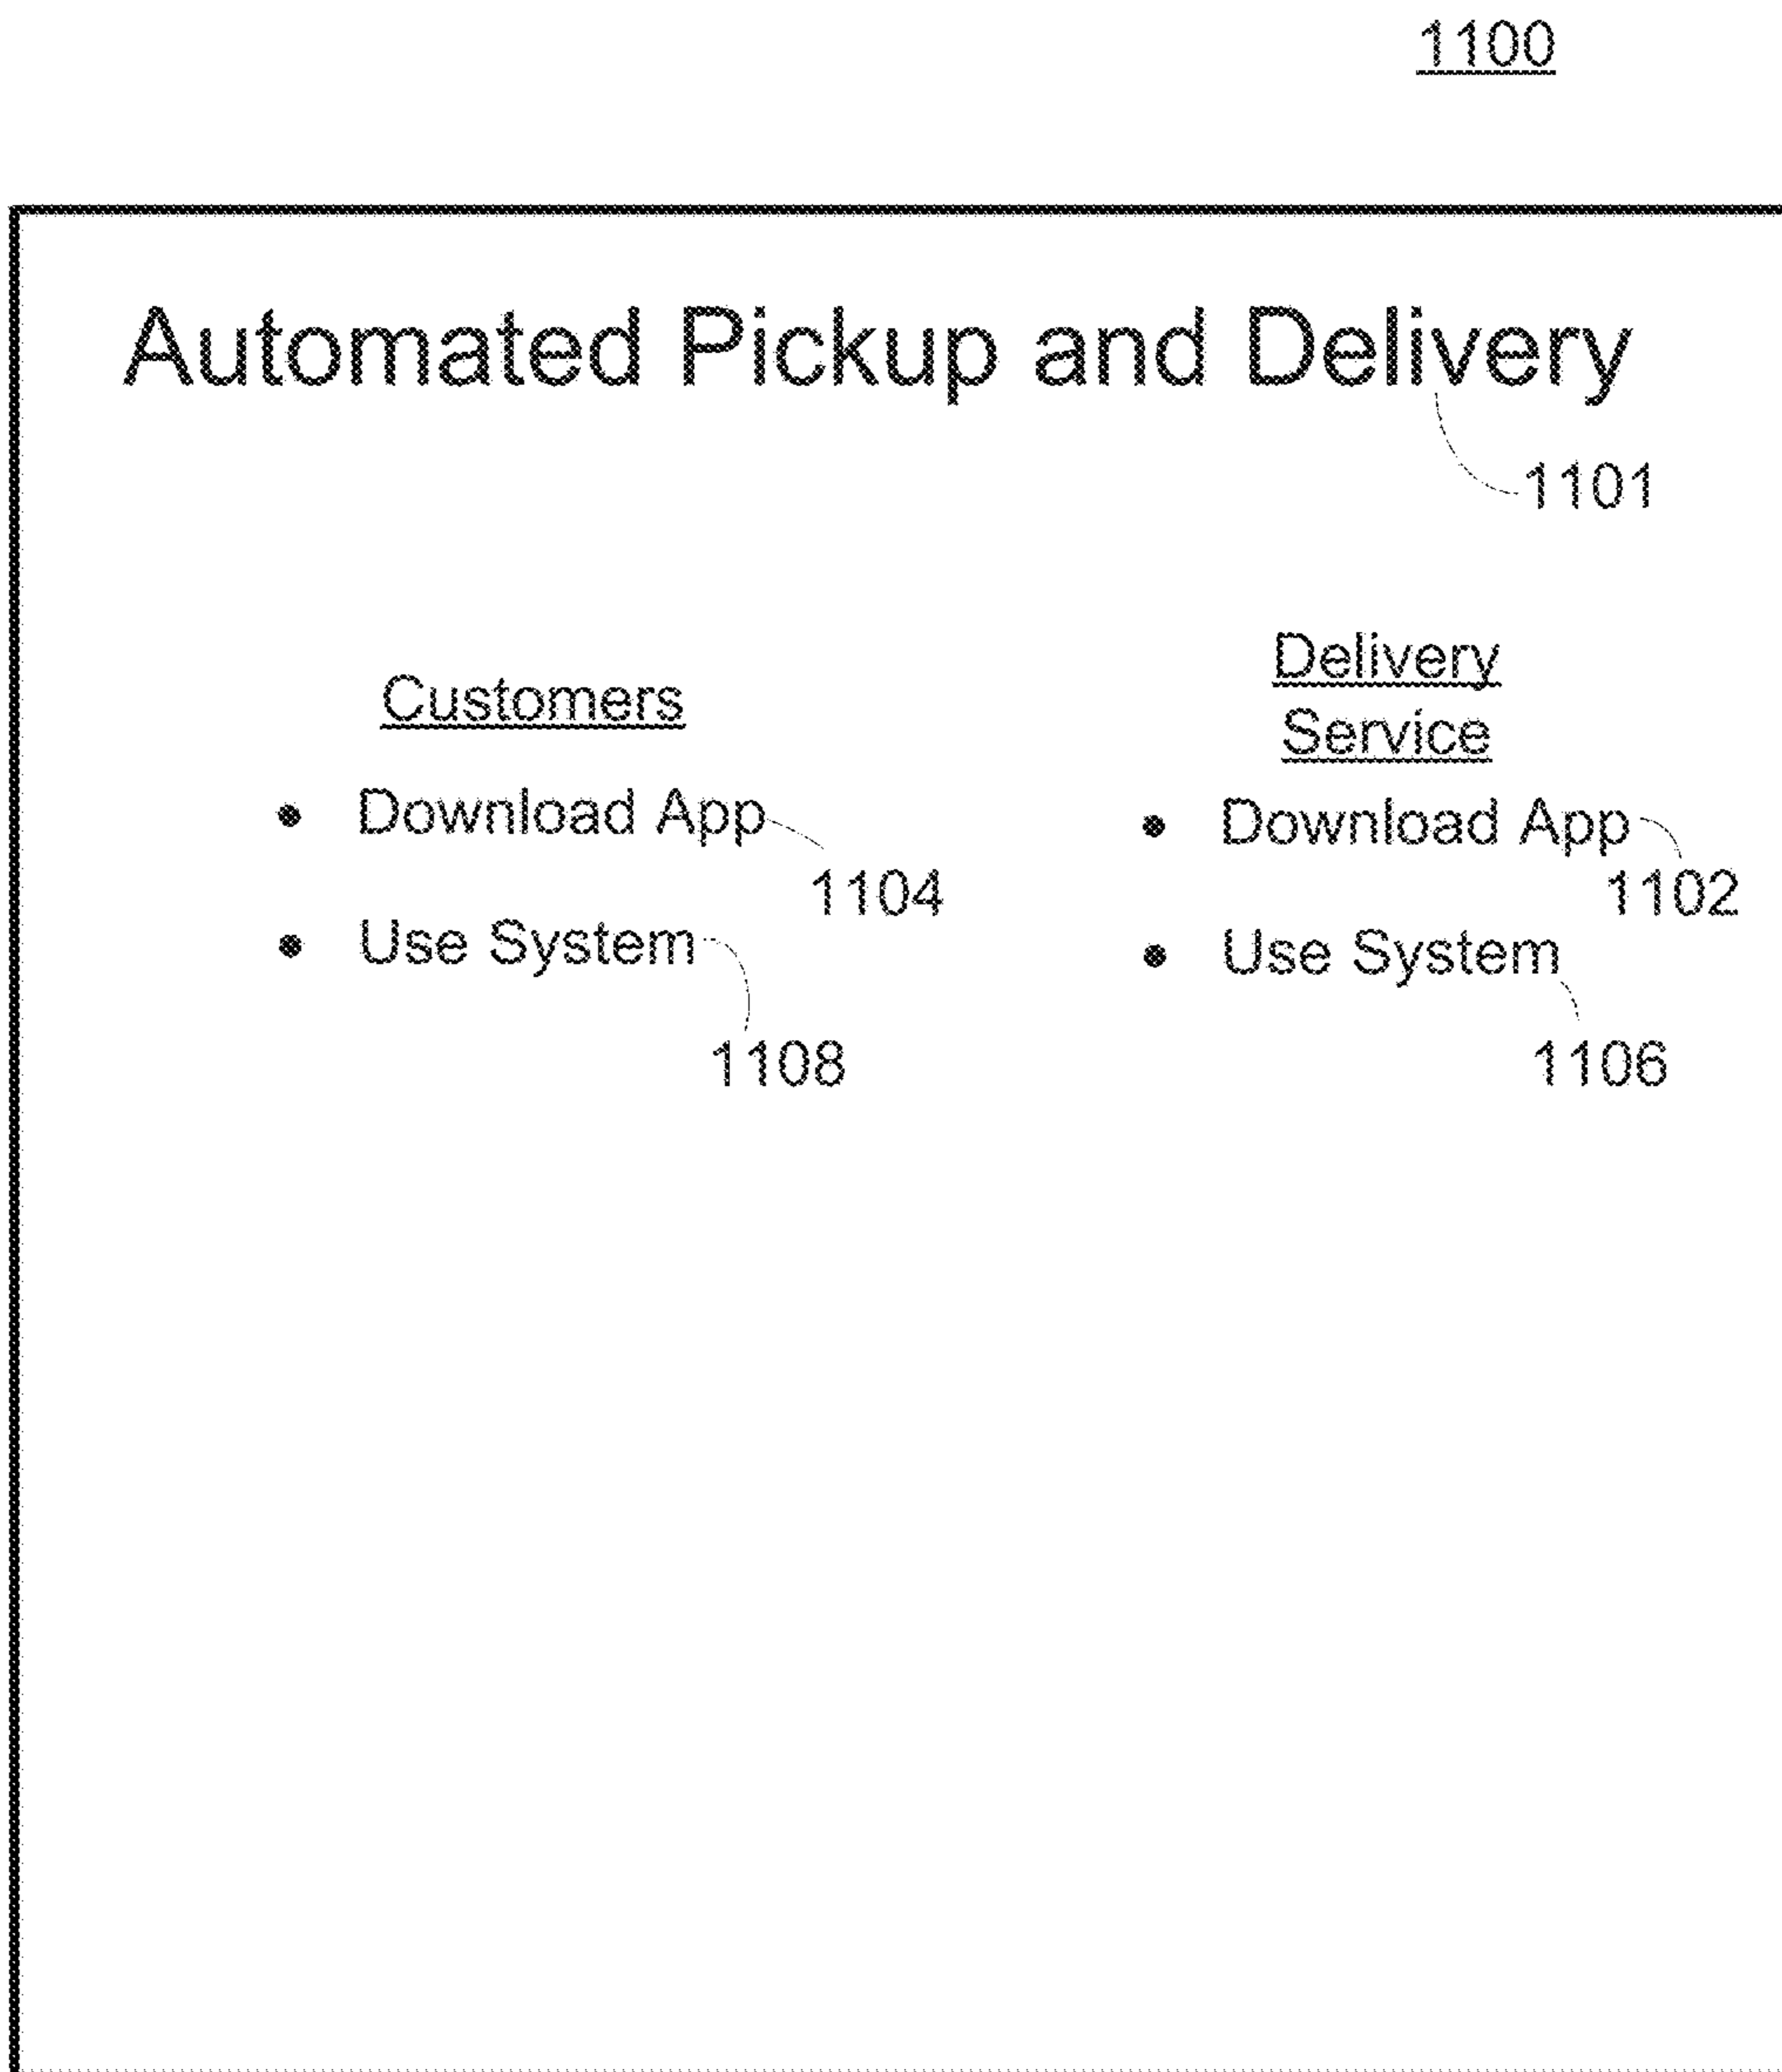 1100
Automated Pickup and Delivery
1101
Customers
• Download App
1104
• Use System
1108
Delivery
Service
• Download App
1102
• Use System
1106